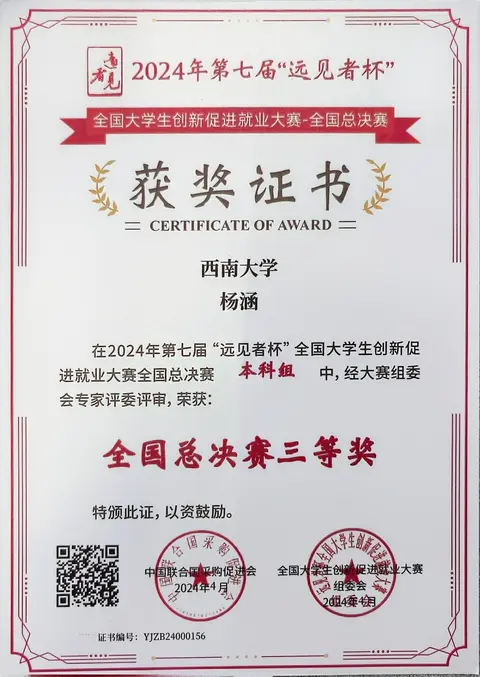 远见者
2024年第七届“远见者杯”
全国大学生创新促进就业大赛-全国总决赛
获奖证书
CERTIFICATE OF AWARD
西南大学
杨涵
在2024年第七届“远见者杯”全国大学生创新促
进就业大赛全国总决赛 本科组 中，经大赛组委
会专家评委评审，荣获：
全国总决赛三等奖
特颁此证，以资鼓励。
中国联合国采购促进会
2024年4月
全国大学生创新促进就业大赛
组委会
2024年4月
证书编号：YJZB24000156